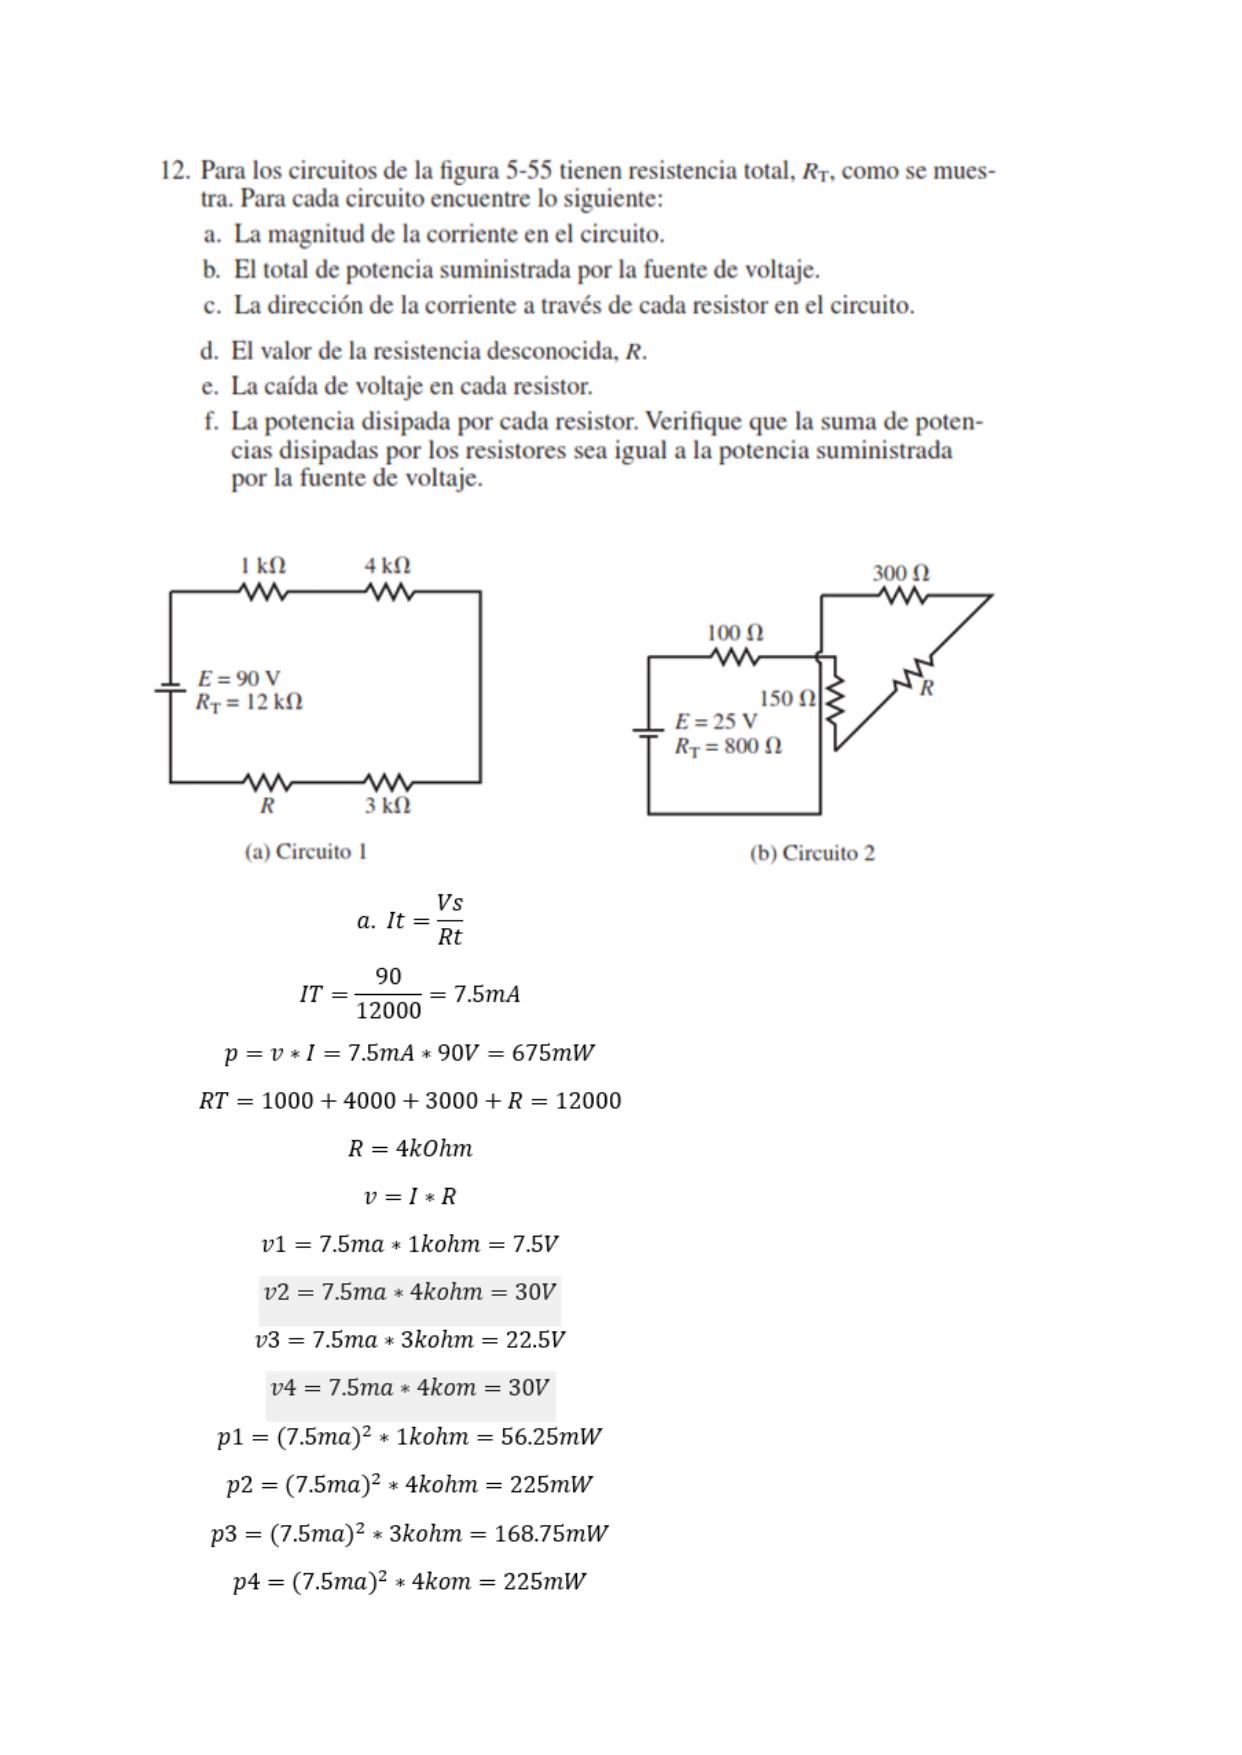 12. Para los circuitos de la figura 5-55 tienen resistencia total, R_T, como se mues-
tra. Para cada circuito encuentre lo siguiente:
a. La magnitud de la corriente en el circuito.
b. El total de potencia suministrada por la fuente de voltaje.
c. La dirección de la corriente a través de cada resistor en el circuito.
d. El valor de la resistencia desconocida, R.
e. La caída de voltaje en cada resistor.
f. La potencia disipada por cada resistor. Verifique que la suma de poten-
cias disipadas por los resistores sea igual a la potencia suministrada
por la fuente de voltaje.
1 kΩ
4 kΩ
E = 90 V
R_T = 12 kΩ
R
3 kΩ
(a) Circuito 1
300 Ω
100 Ω
150 Ω
R
E = 25 V
R_T = 800 Ω
(b) Circuito 2
a. It = Vs/Rt
IT = 90/12000 = 7.5mA
p = v ∗ I = 7.5mA ∗ 90V = 675mW
RT = 1000 + 4000 + 3000 + R = 12000
R = 4kOhm
v = I ∗ R
v1 = 7.5ma ∗ 1kohm = 7.5V
v2 = 7.5ma ∗ 4kohm = 30V
v3 = 7.5ma ∗ 3kohm = 22.5V
v4 = 7.5ma ∗ 4kom = 30V
p1 = (7.5ma)² ∗ 1kohm = 56.25mW
p2 = (7.5ma)² ∗ 4kohm = 225mW
p3 = (7.5ma)² ∗ 3kohm = 168.75mW
p4 = (7.5ma)² ∗ 4kom = 225mW